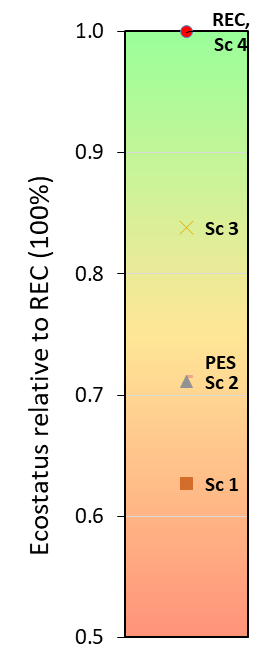 REC,
Sc 4
1.0
0.9
Sc 3
0.8
PES
Sc 2
0.7
Sc 1
0.6
0.5
Ecostatus relative to REC (100%)